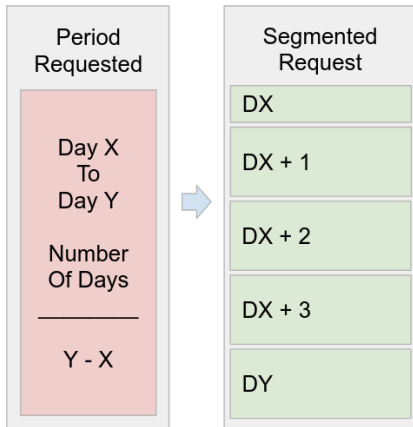 Period
Requested
Day X
To
Day Y
Number
Of Days
Y - X
Segmented
Request
DX
DX + 1
DX + 2
DX + 3
DY